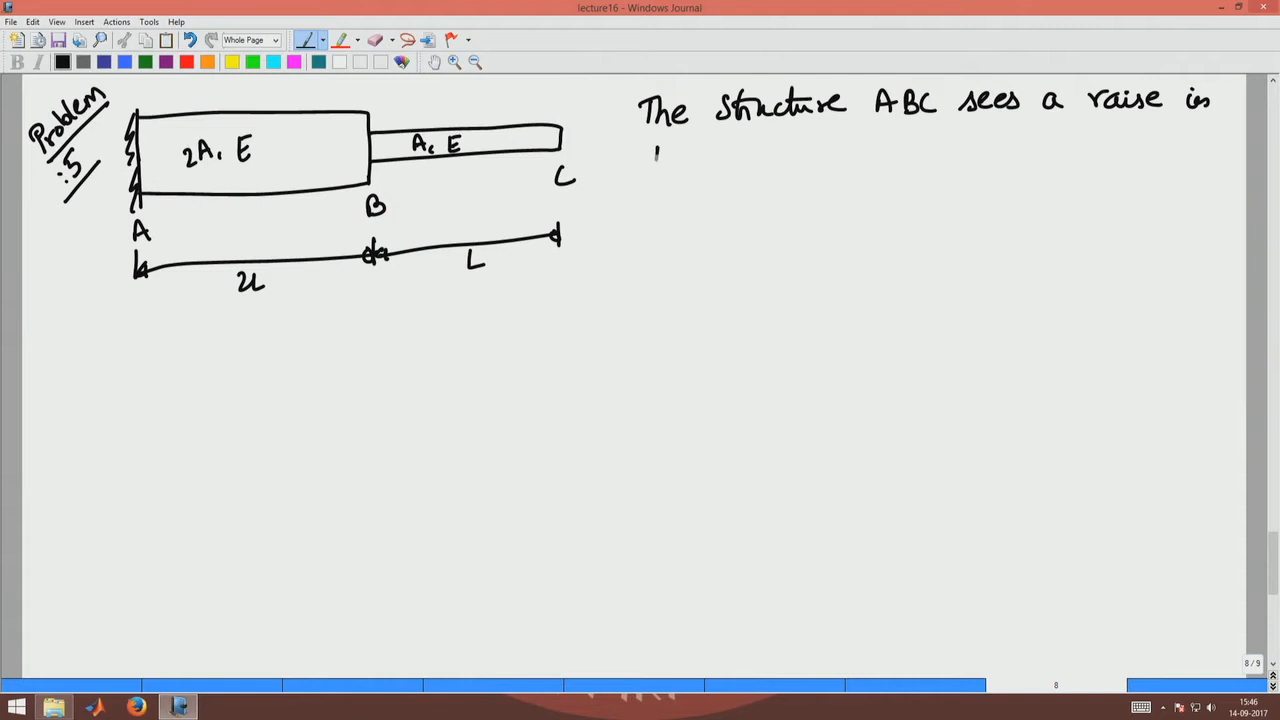 lecture16 - Windows Journal
File Edit View Insert Actions Tools Help
Whole Page
Problem
:5
2A, E
A, E
The structure ABC sees a raise in
A
B
C
2L
L
8 / 9
8
15:46
14-09-2017